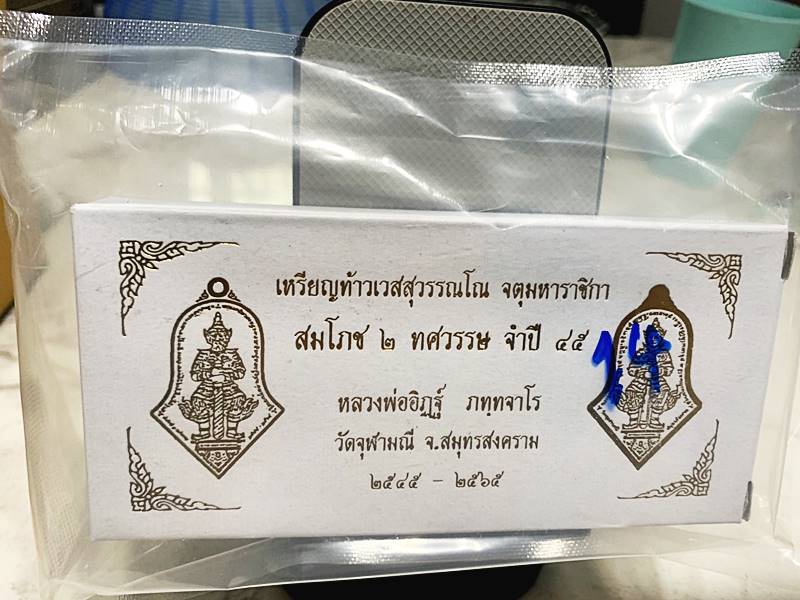 เหรียญท้าวเวสสุวรรณโณ จตุมหาราชิกา
สมโภช ๒ ทศวรรษ จำปี ๔๕
14
หลวงพ่ออิฏฐ์ ภทฺทจาโร
วัดจุฬามณี จ.สมุทรสงคราม
๒๕๔๕ - ๒๕๖๕